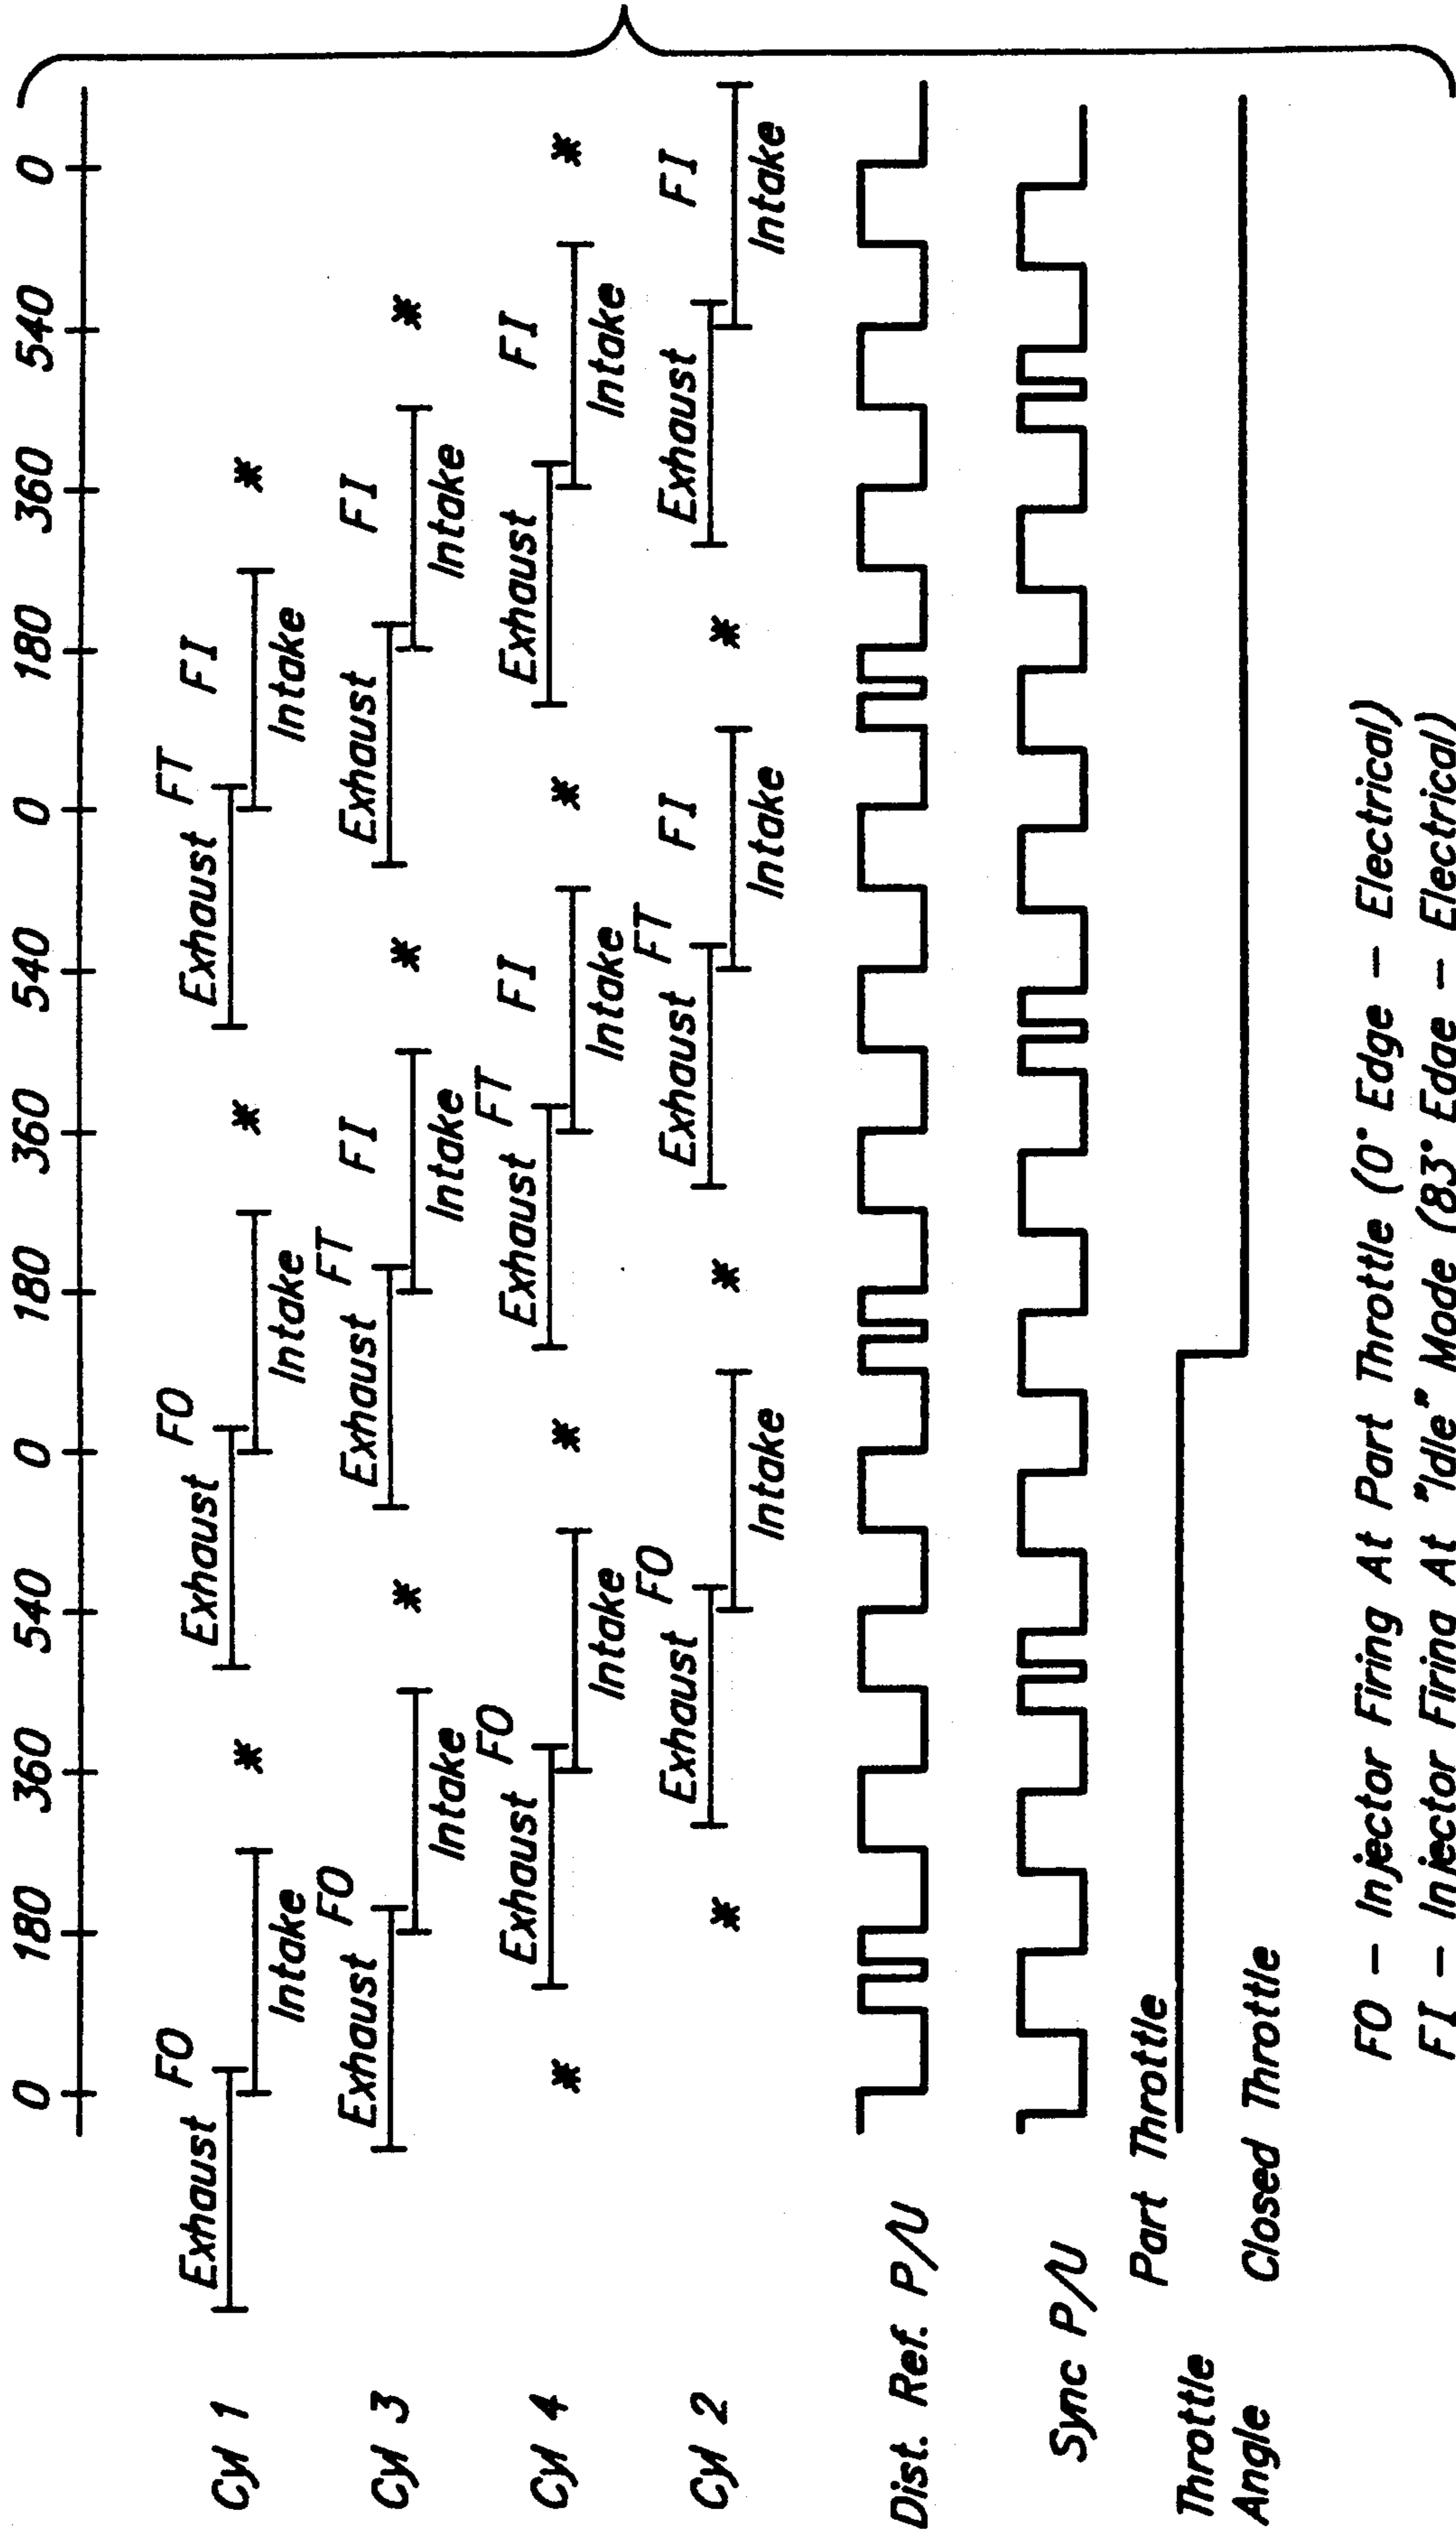 0 180 360 540 0 180 360 540 0 180 360 540 0
Exhaust FO Exhaust FO Exhaust FT FI
Cyl 1 Intake * Intake * Intake *
Exhaust FO Exhaust FT FI FI
Cyl 3 Intake * Exhaust Intake * Intake *
Exhaust FO Exhaust FT FI Exhaust FI
Cyl 4 * Intake * Intake * Intake *
Exhaust FO Exhaust FT FI Exhaust FI
Cyl 2 * Intake * Intake * Intake
Dist. Ref. P/U
Sync P/U
Part Throttle
Throttle
Angle
Closed Throttle
FO - Injector Firing At Part Throttle (0° Edge - Electrical)
FI - Injector Firing At "Idle" Mode (83° Edge - Electrical)